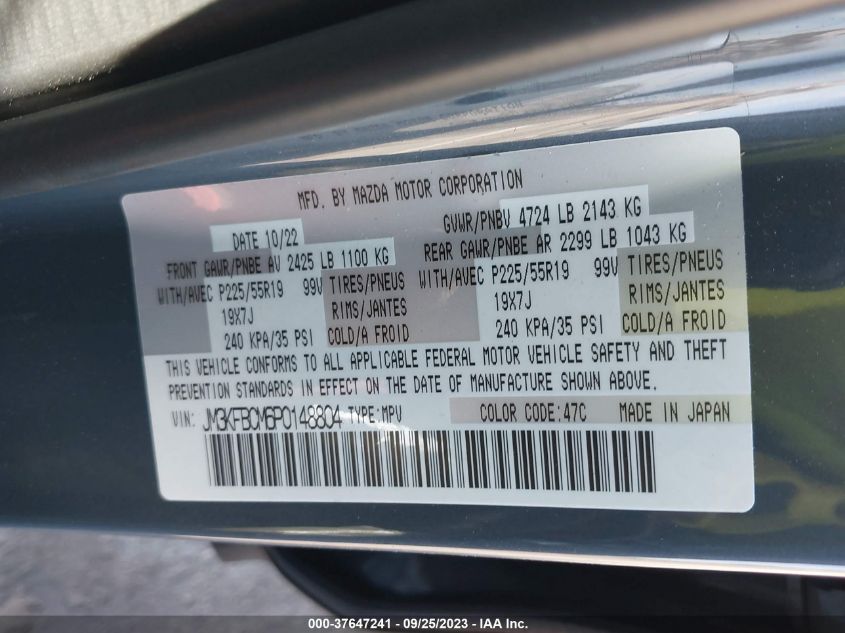 MFD. BY MAZDA MOTOR CORPORATION
DATE 10/22 GVWR/PNBV 4724 LB 2143 KG
FRONT GAWR/PNBE AV 2425 LB 1100 KG REAR GAWR/PNBE AR 2299 LB 1043 KG
WITH/AVEC P225/55R19 99V TIRES/PNEUS WITH/AVEC P225/55R19 99V TIRES/PNEUS
19X7J RIMS/JANTES 19X7J RIMS/JANTES
240 KPA/35 PSI COLD/A FROID 240 KPA/35 PSI COLD/A FROID
THIS VEHICLE CONFORMS TO ALL APPLICABLE FEDERAL MOTOR VEHICLE SAFETY AND THEFT
PREVENTION STANDARDS IN EFFECT ON THE DATE OF MANUFACTURE SHOWN ABOVE.
VIN: JM3KFBCM6P0148804 TYPE:MPV COLOR CODE:47C MADE IN JAPAN
000-37647241 - 09/25/2023 - IAA Inc.